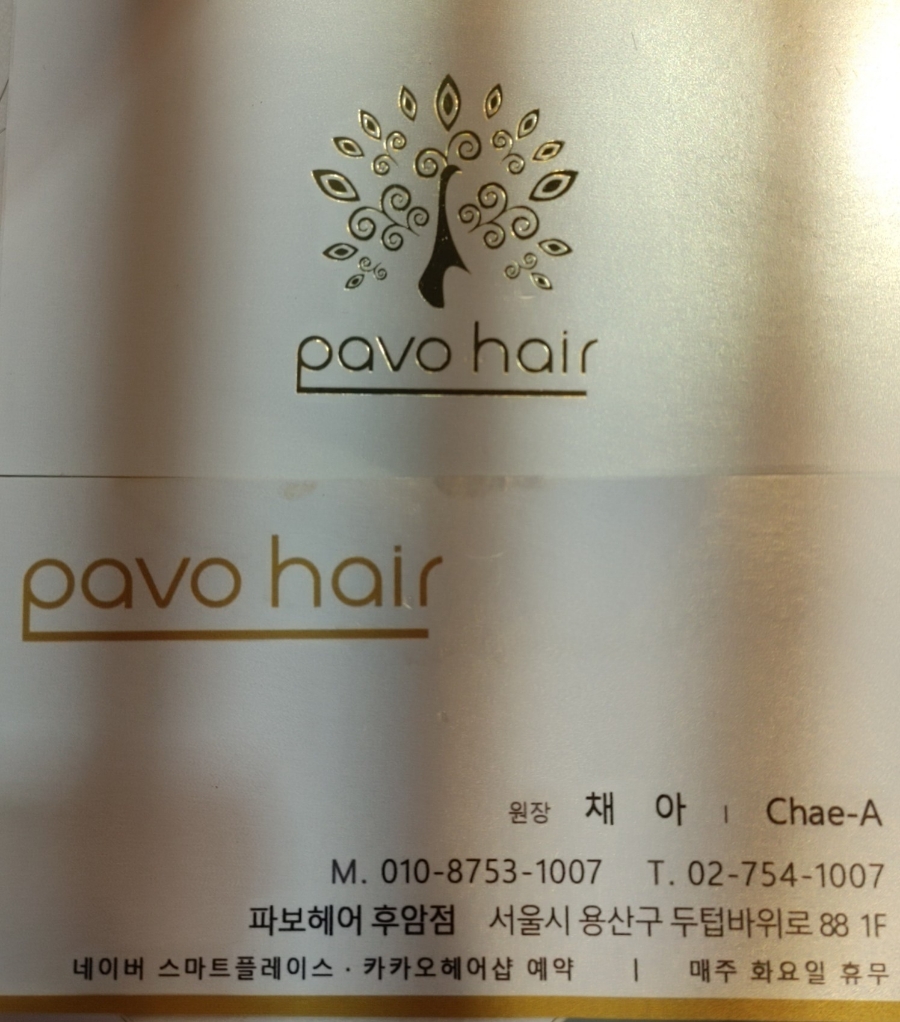 pavo hair
pavo hair
원장 채 아 | Chae-A
M. 010-8753-1007 T. 02-754-1007
파보헤어 후암점 서울시 용산구 두텁바위로 88 1F
네이버 스마트플레이스 · 카카오헤어샵 예약 | 매주 화요일 휴무